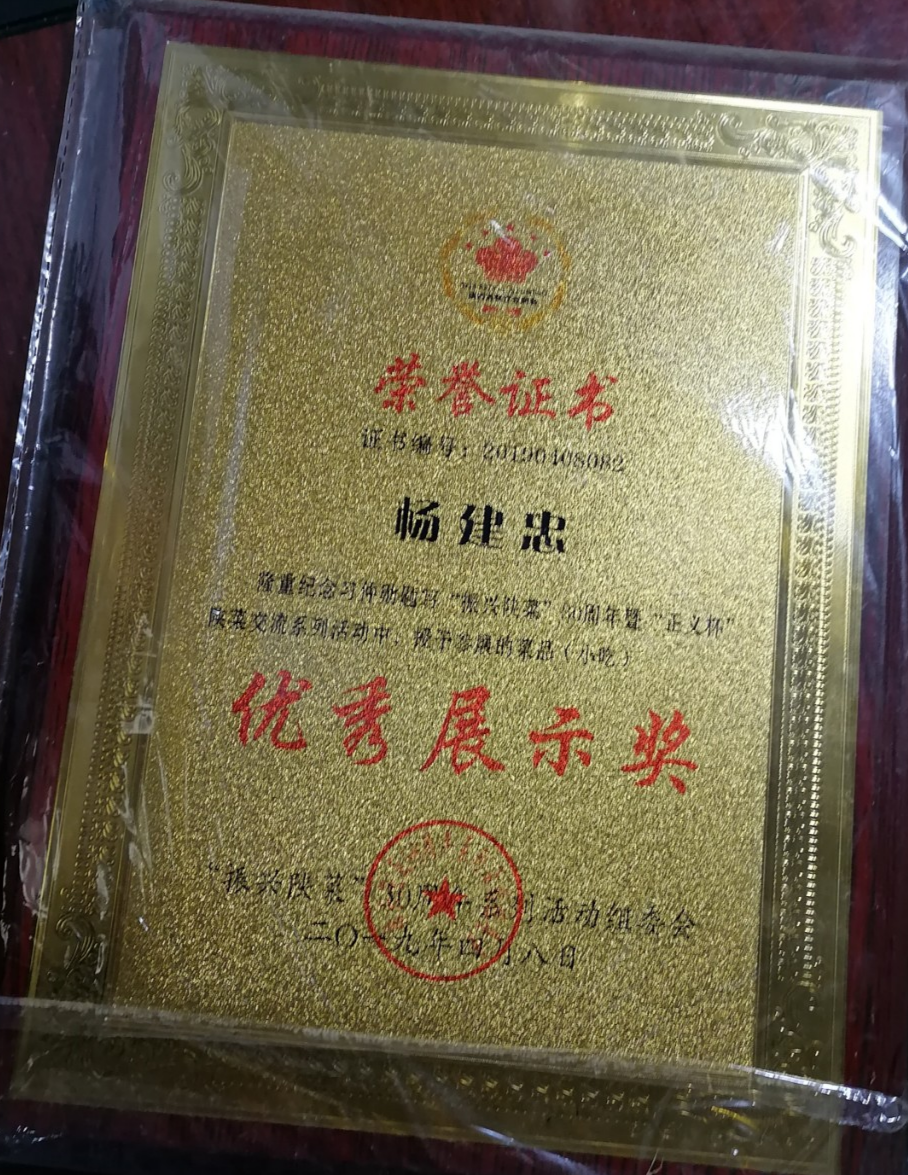 荣誉证书
证书编号：20190408082
杨建忠
隆重纪念习仲勋题写“振兴陕菜”30周年暨“正义杯”
陕菜交流系列活动中，授予参展的菜品（小吃）
优秀展示奖
“振兴陕菜”30周年系列活动组委会
二〇一九年四月八日